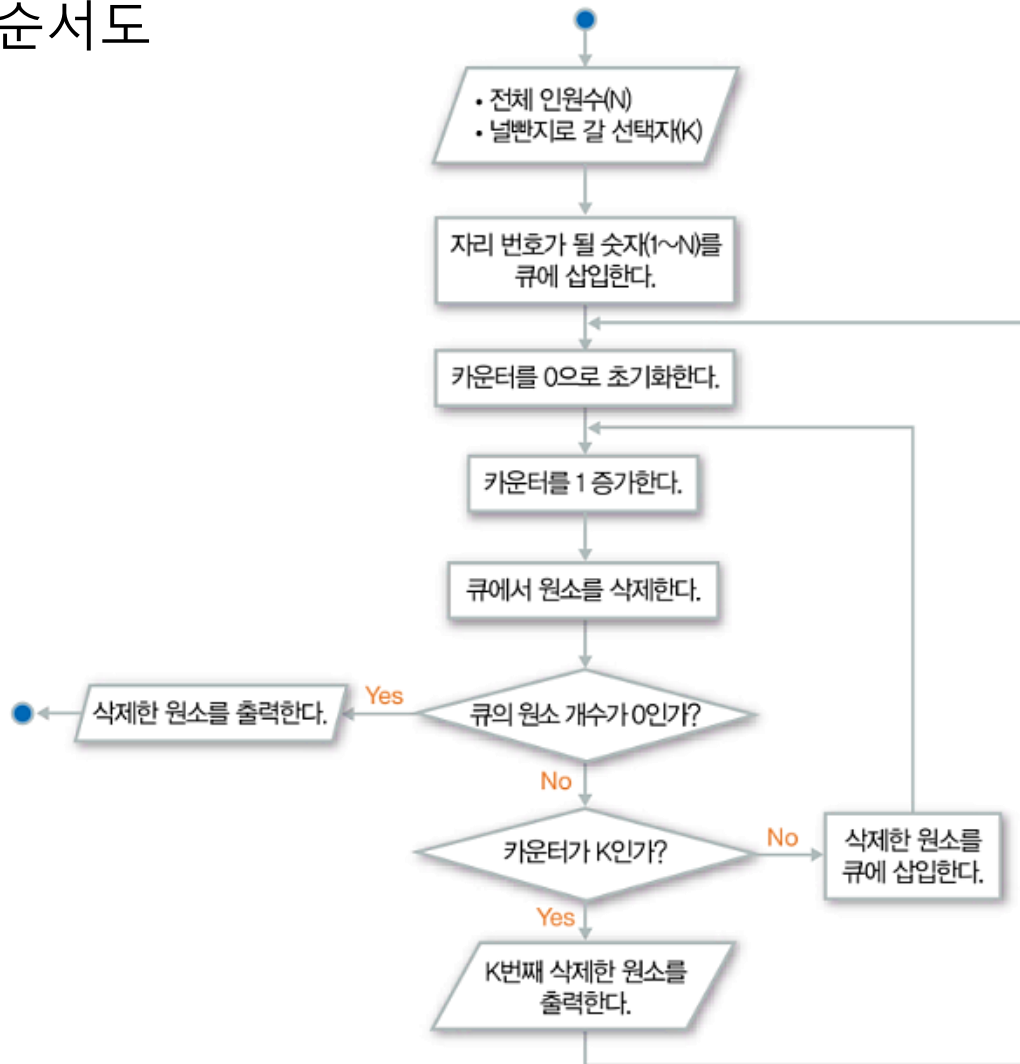 순서도
• 전체 인원수(N)
• 널빤지로 갈 선택자(K)
자리 번호가 될 숫자(1~N)를
큐에 삽입한다.
카운터를 0으로 초기화한다.
카운터를 1 증가한다.
큐에서 원소를 삭제한다.
큐의 원소 개수가 0인가?
Yes
삭제한 원소를 출력한다.
No
카운터가 K인가?
No
삭제한 원소를
큐에 삽입한다.
Yes
K번째 삭제한 원소를
출력한다.